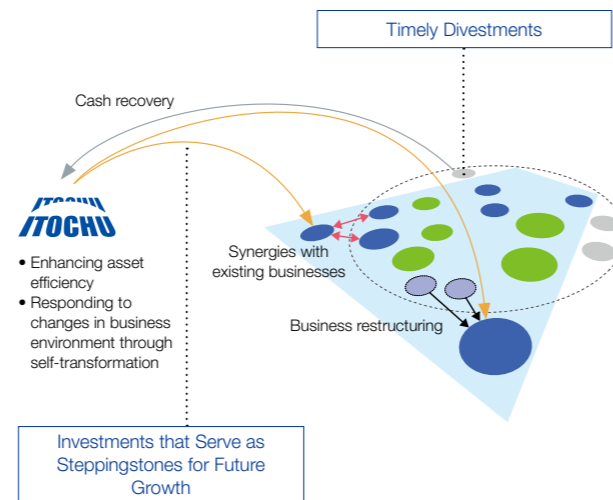 Timely Divestments
Cash recovery
ITOCHU
ITOCHU
• Enhancing asset
efficiency
• Responding to
changes in business
environment through
self-transformation
Synergies with
existing businesses
Business restructuring
Investments that Serve as
Steppingstones for Future
Growth